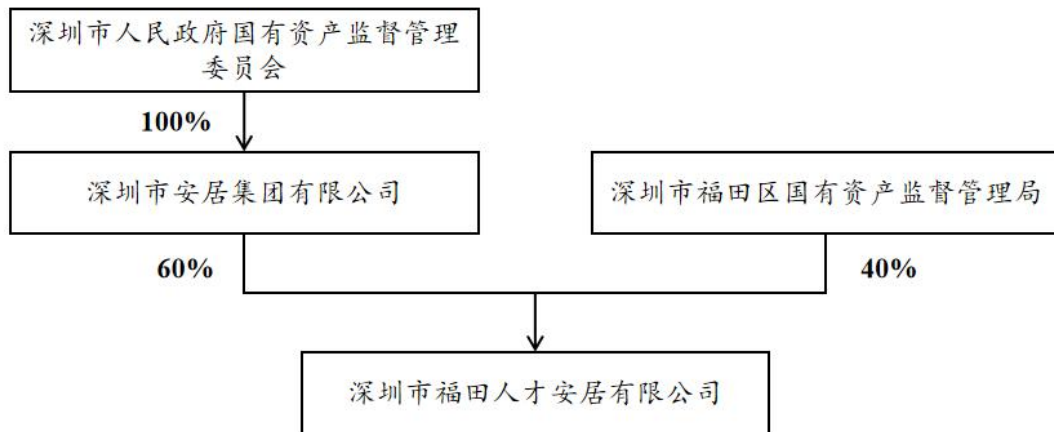 深圳市人民政府国有资产监督管理
委员会
100%
深圳市安居集团有限公司
深圳市福田区国有资产监督管理局
60%
40%
深圳市福田人才安居有限公司